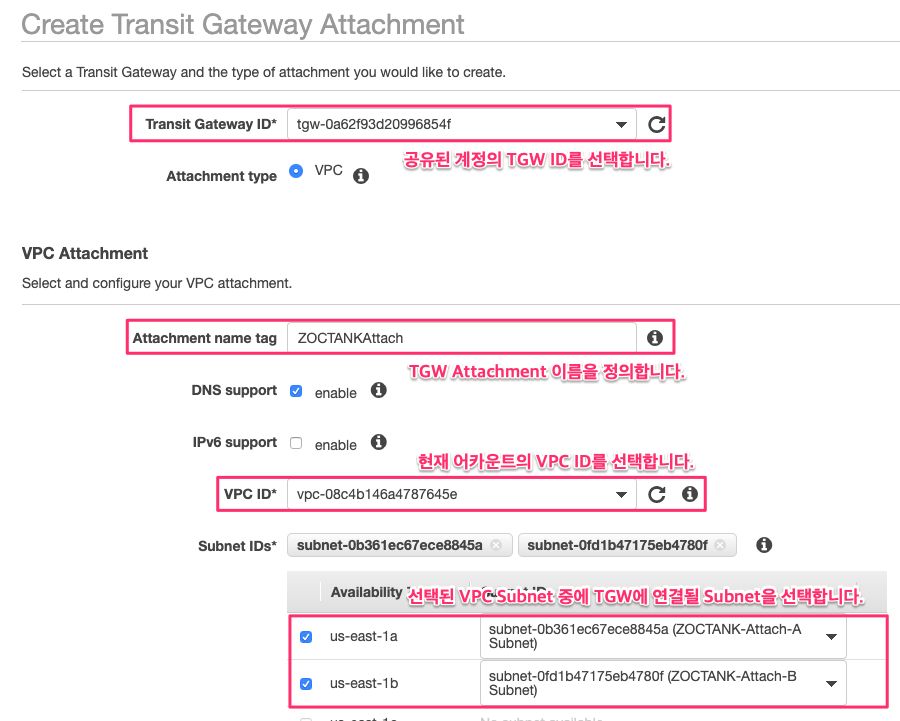 Create Transit Gateway Attachment
Select a Transit Gateway and the type of attachment you would like to create.
Transit Gateway ID* tgw-0a62f93d20996854f
공유된 계정의 TGW ID를 선택합니다.
Attachment type VPC
VPC Attachment
Select and configure your VPC attachment.
Attachment name tag ZOCTANKAttach
TGW Attachment 이름을 정의합니다.
DNS support enable
IPv6 support enable
현재 어카운트의 VPC ID를 선택합니다.
VPC ID* vpc-08c4b146a4787645e
Subnet IDs* subnet-0b361ec67ece8845a subnet-0fd1b47175eb4780f
Availability
선택된 VPC Subnet 중에 TGW에 연결될 Subnet을 선택합니다.
us-east-1a subnet-0b361ec67ece8845a (ZOCTANK-Attach-A
Subnet)
us-east-1b subnet-0fd1b47175eb4780f (ZOCTANK-Attach-B
Subnet)